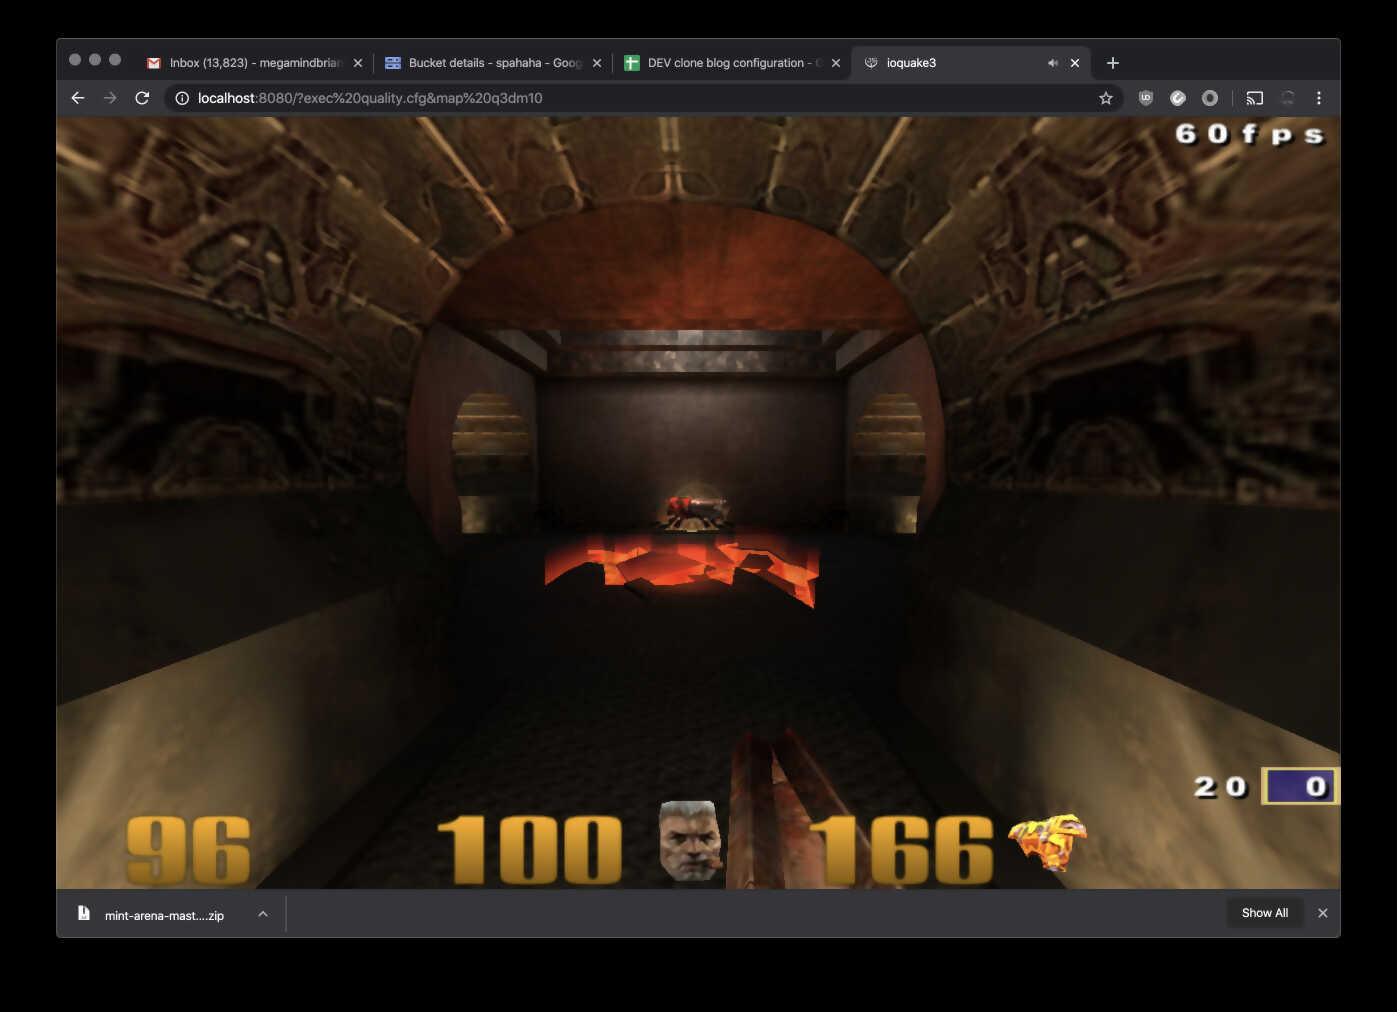 Inbox (13,823) - megamindbrian
Bucket details - spahaha - Goog
DEV clone blog configuration - G
ioquake3
localhost:8080/?exec%20quality.cfg&map%20q3dm10
60fps
20 0
96 100 166
mint-arena-mast....zip
Show All